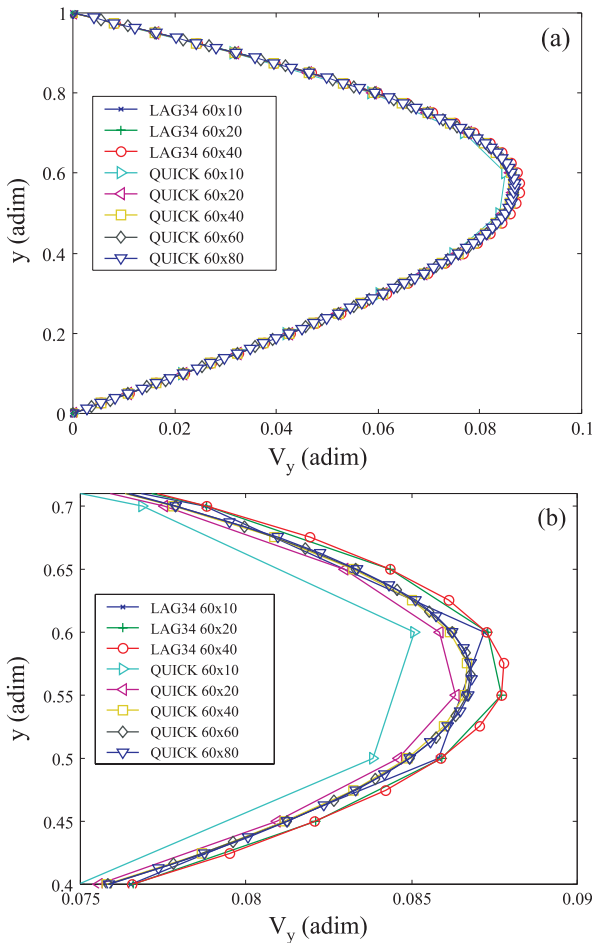 1
0.8
0.6
0.4
0.2
0
y (adim)
(a)
LAG34 60x10
LAG34 60x20
LAG34 60x40
QUICK 60x10
QUICK 60x20
QUICK 60x40
QUICK 60x60
QUICK 60x80
0 0.02 0.04 0.06 0.08 0.1
Vy (adim)
0.7
0.65
0.6
0.55
0.5
0.45
0.4
y (adim)
(b)
LAG34 60x10
LAG34 60x20
LAG34 60x40
QUICK 60x10
QUICK 60x20
QUICK 60x40
QUICK 60x60
QUICK 60x80
0.075 0.08 0.085 0.09
Vy (adim)